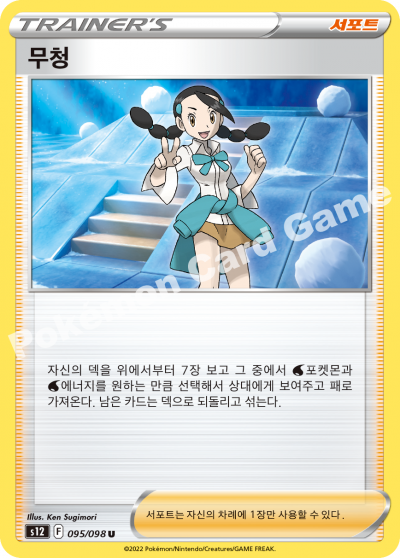 TRAINER'S
서포트
무청
Pokémon Card Game
자신의 덱을 위에서부터 7장 보고 그 중에서 포켓몬과
에너지를 원하는 만큼 선택해서 상대에게 보여주고 패로
가져온다. 남은 카드는 덱으로 되돌리고 섞는다.
Illus. Ken Sugimori
s12 F 095/098 U
서포트는 자신의 차례에 1장만 사용할 수 있다.
©2022 Pokémon/Nintendo/Creatures/GAME FREAK.